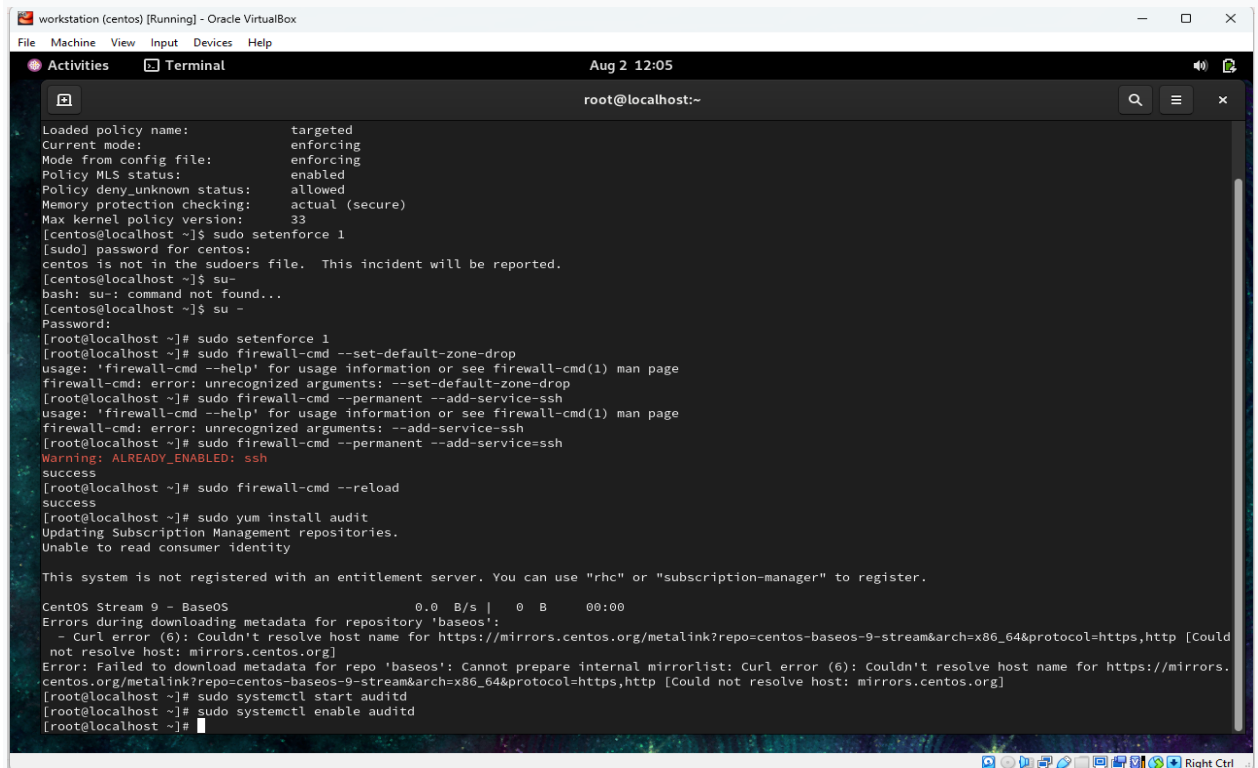 workstation (centos) [Running] - Oracle VirtualBox
File Machine View Input Devices Help
Activities Terminal Aug 2 12:05
root@localhost:~
Loaded policy name: targeted
Current mode: enforcing
Mode from config file: enforcing
Policy MLS status: enabled
Policy deny_unknown status: allowed
Memory protection checking: actual (secure)
Max kernel policy version: 33
[centos@localhost ~]$ sudo setenforce 1
[sudo] password for centos:
centos is not in the sudoers file.  This incident will be reported.
[centos@localhost ~]$ su-
bash: su-: command not found...
[centos@localhost ~]$ su -
Password:
[root@localhost ~]# sudo setenforce 1
[root@localhost ~]# sudo firewall-cmd --set-default-zone-drop
usage: 'firewall-cmd --help' for usage information or see firewall-cmd(1) man page
firewall-cmd: error: unrecognized arguments: --set-default-zone-drop
[root@localhost ~]# sudo firewall-cmd --permanent --add-service-ssh
usage: 'firewall-cmd --help' for usage information or see firewall-cmd(1) man page
firewall-cmd: error: unrecognized arguments: --add-service-ssh
[root@localhost ~]# sudo firewall-cmd --permanent --add-service=ssh
Warning: ALREADY_ENABLED: ssh
success
[root@localhost ~]# sudo firewall-cmd --reload
success
[root@localhost ~]# sudo yum install audit
Updating Subscription Management repositories.
Unable to read consumer identity
This system is not registered with an entitlement server. You can use "rhc" or "subscription-manager" to register.
CentOS Stream 9 - BaseOS 0.0  B/s |   0  B     00:00
Errors during downloading metadata for repository 'baseos':
- Curl error (6): Couldn't resolve host name for https://mirrors.centos.org/metalink?repo=centos-baseos-9-stream&arch=x86_64&protocol=https,http [Could
not resolve host: mirrors.centos.org]
Error: Failed to download metadata for repo 'baseos': Cannot prepare internal mirrorlist: Curl error (6): Couldn't resolve host name for https://mirrors.
centos.org/metalink?repo=centos-baseos-9-stream&arch=x86_64&protocol=https,http [Could not resolve host: mirrors.centos.org]
[root@localhost ~]# sudo systemctl start auditd
[root@localhost ~]# sudo systemctl enable auditd
[root@localhost ~]#
Right Ctrl